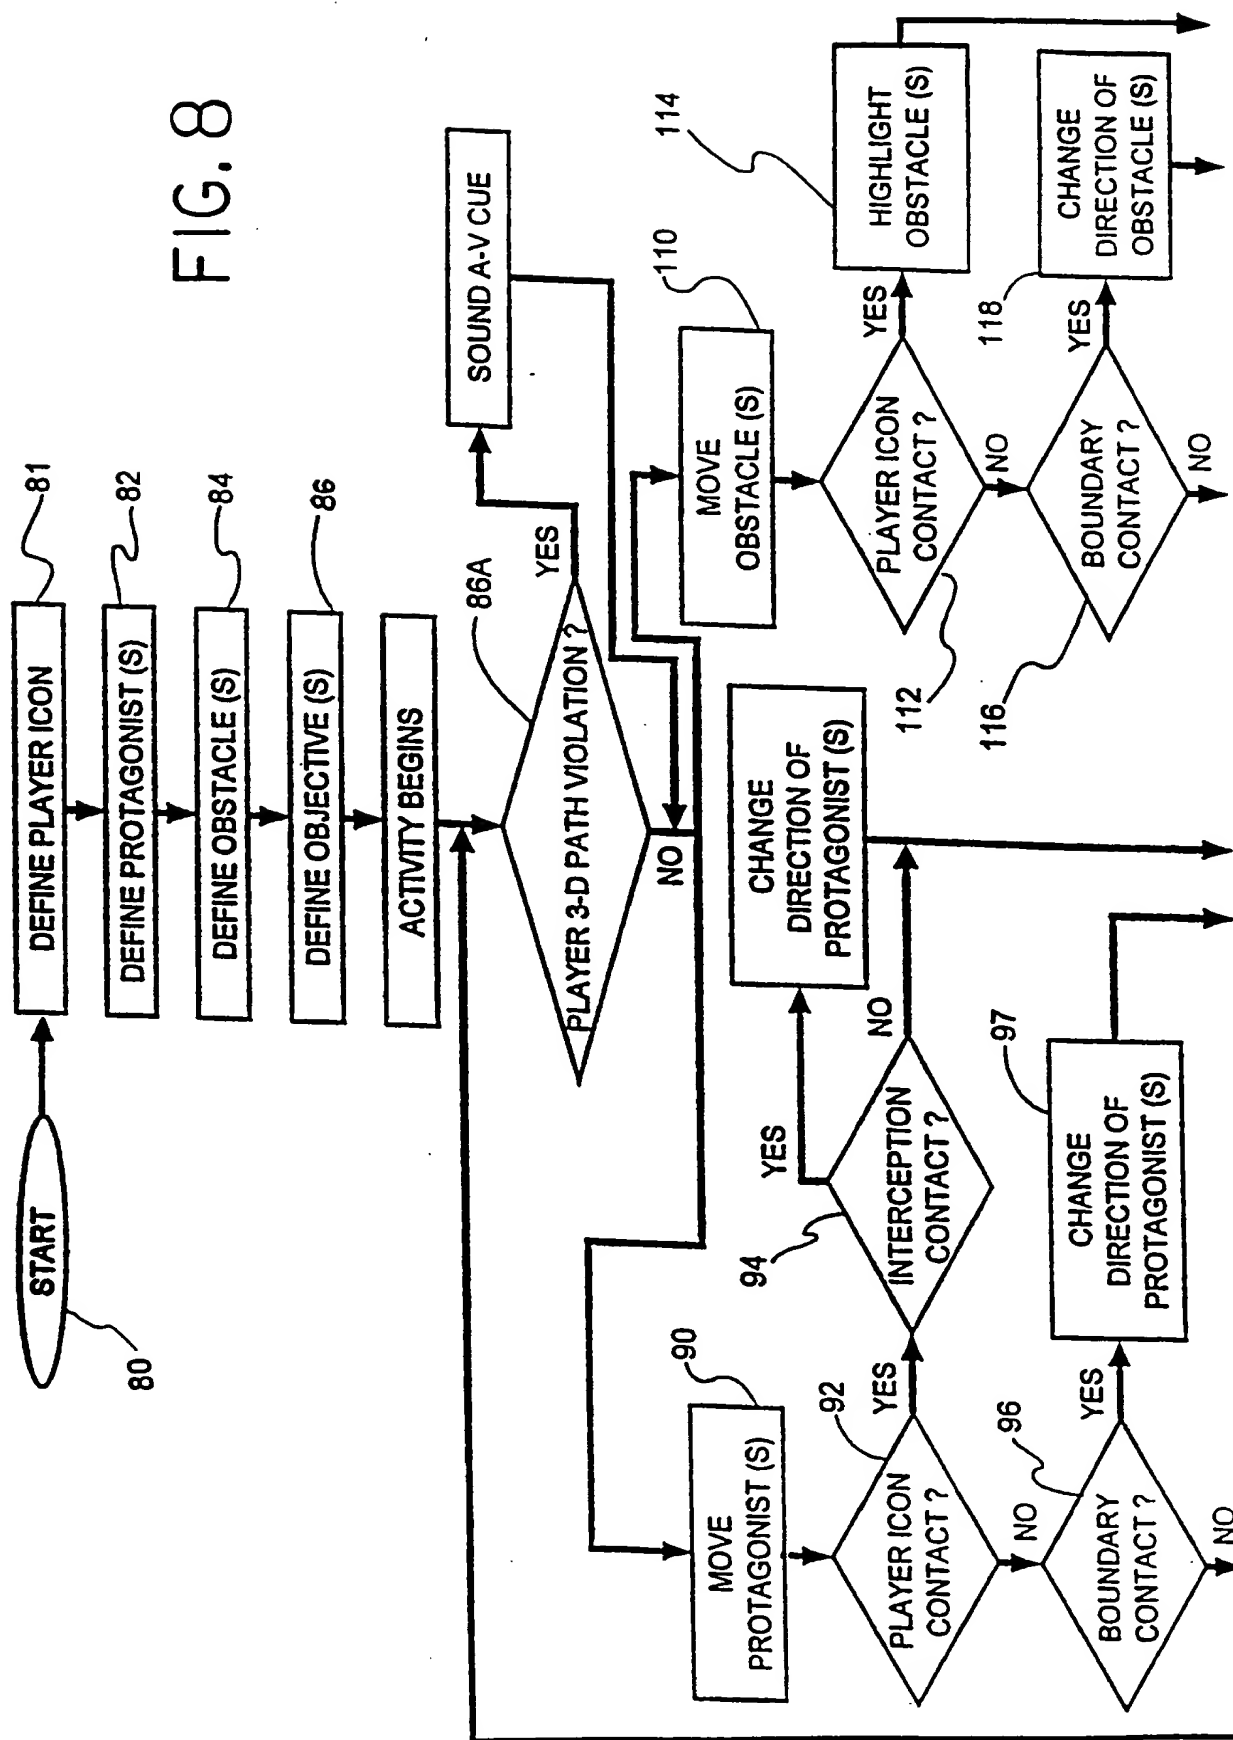 FIG. 8
START
80
DEFINE PLAYER ICON
81
DEFINE PROTAGONIST (S)
82
DEFINE OBSTACLE (S)
84
DEFINE OBJECTIVE (S)
86
ACTIVITY BEGINS
PLAYER 3-D PATH VIOLATION ?
86A
YES
NO
SOUND A-V CUE
MOVE
PROTAGONIST (S)
90
PLAYER ICON
CONTACT ?
92
YES
NO
INTERCEPTION
CONTACT ?
94
YES
NO
CHANGE
DIRECTION OF
PROTAGONIST (S)
BOUNDARY
CONTACT ?
96
YES
NO
CHANGE
DIRECTION OF
PROTAGONIST (S)
97
MOVE
OBSTACLE (S)
110
PLAYER ICON
CONTACT ?
112
YES
NO
HIGHLIGHT
OBSTACLE (S)
114
BOUNDARY
CONTACT ?
116
YES
NO
CHANGE
DIRECTION OF
OBSTACLE (S)
118